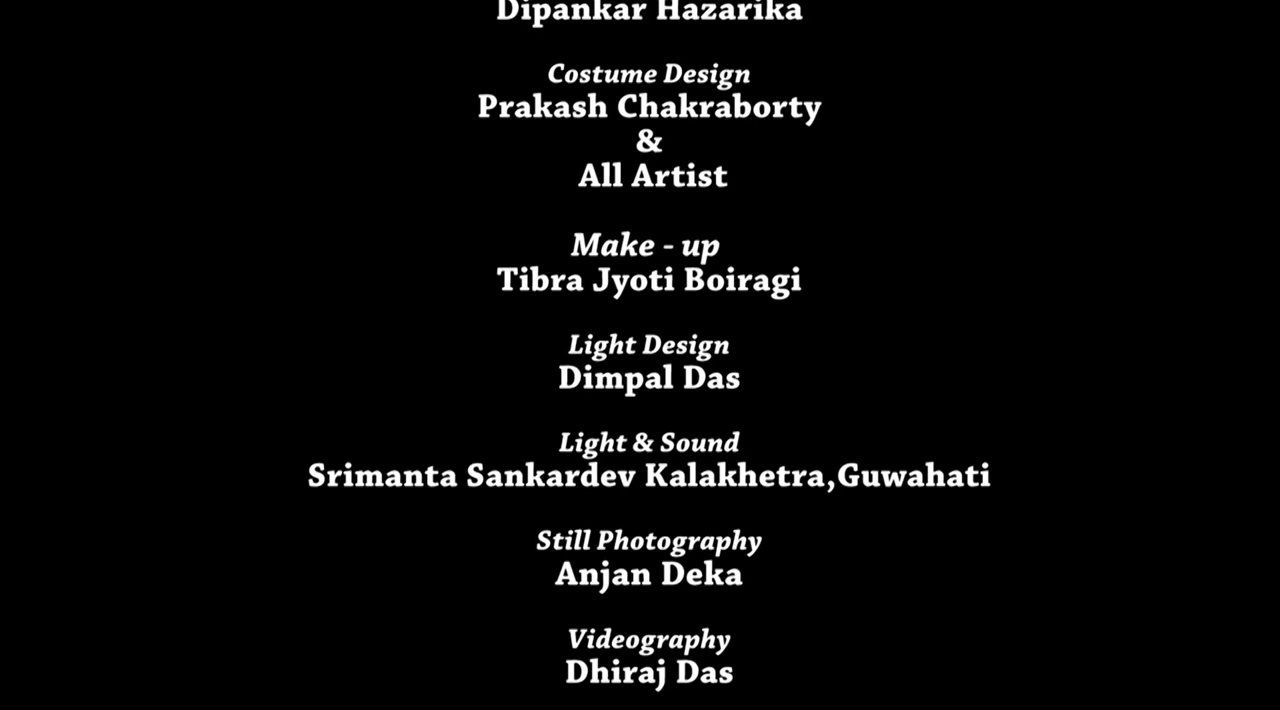 Dipankar Hazarika
Costume Design
Prakash Chakraborty
&
All Artist
Make - up
Tibra Jyoti Boiragi
Light Design
Dimpal Das
Light & Sound
Srimanta Sankardev Kalakhetra,Guwahati
Still Photography
Anjan Deka
Videography
Dhiraj Das